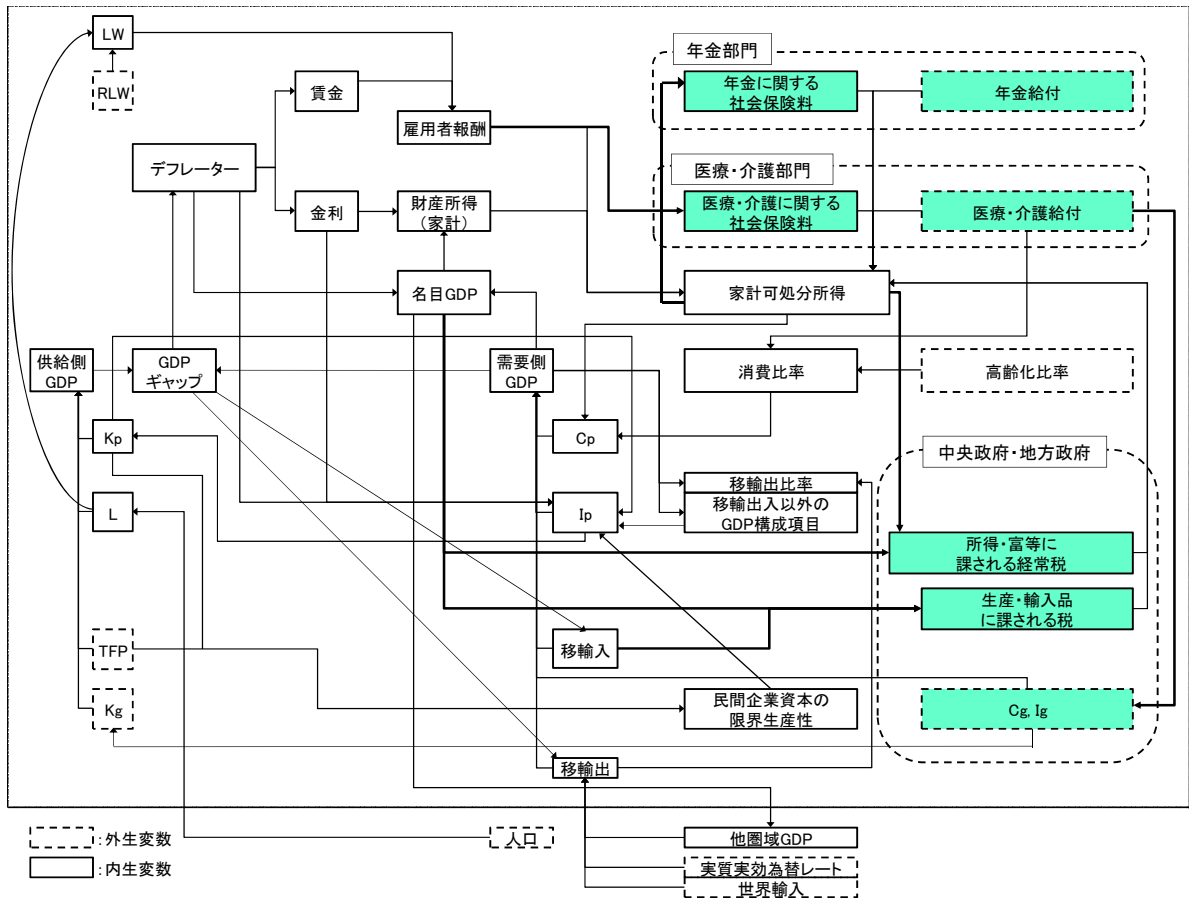 LW
RLW
賃金
雇用者報酬
デフレーター
金利
財産所得
(家計)
年金部門
年金に関する
社会保険料
年金給付
医療・介護部門
医療・介護に関する
社会保険料
医療・介護給付
名目GDP
家計可処分所得
供給側
GDP
GDP
ギャップ
需要側
GDP
消費比率
高齢化比率
Kp
Cp
中央政府・地方政府
L
Ip
移輸出比率
移輸出入以外の
GDP構成項目
所得・富等に
課される経常税
生産・輸入品
に課される税
TFP
移輸入
Kg
民間企業資本の
限界生産性
Cg, Ig
移輸出
:外生変数
:内生変数
人口
他圏域GDP
実質実効為替レート
世界輸入